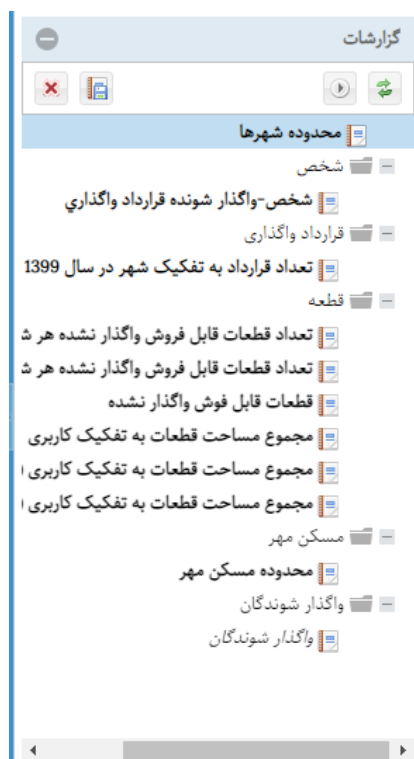 گزارشات
محدوده شهرها
شخص
شخص-واگذار شونده قرارداد واگذاري
قرارداد واگذاری
تعداد قرارداد به تفکیک شهر در سال 1399
قطعه
تعداد قطعات قابل فروش واگذار نشده هر ش
تعداد قطعات قابل فروش واگذار نشده هر ش
قطعات قابل فوش واگذار نشده
مجموع مساحت قطعات به تفکیک کاربری
مجموع مساحت قطعات به تفکیک کاربری (
مجموع مساحت قطعات به تفکیک کاربری (
مسکن مهر
محدوده مسکن مهر
واگذار شوندگان
واگذار شوندگان